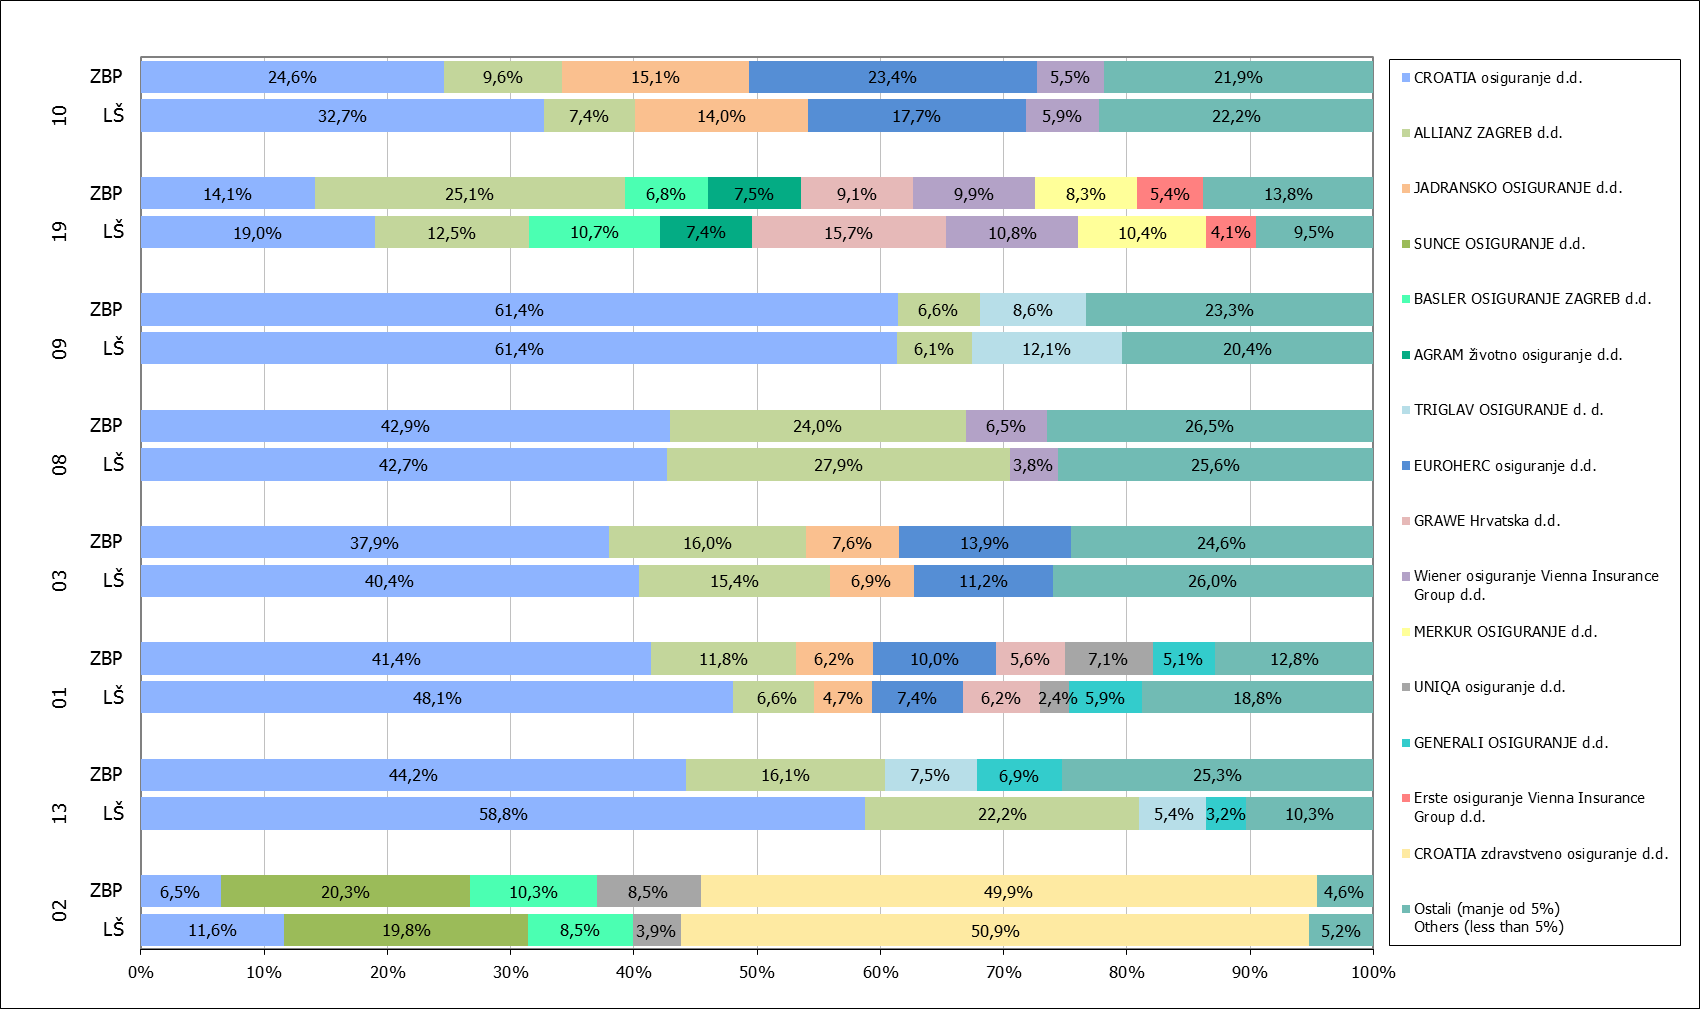 10
ZBP
24,6% 9,6% 15,1% 23,4% 5,5% 21,9%
LŠ
32,7% 7,4% 14,0% 17,7% 5,9% 22,2%
19
ZBP
14,1% 25,1% 6,8% 7,5% 9,1% 9,9% 8,3% 5,4% 13,8%
LŠ
19,0% 12,5% 10,7% 7,4% 15,7% 10,8% 10,4% 4,1% 9,5%
09
ZBP
61,4% 6,6% 8,6% 23,3%
LŠ
61,4% 6,1% 12,1% 20,4%
08
ZBP
42,9% 24,0% 6,5% 26,5%
LŠ
42,7% 27,9% 3,8% 25,6%
03
ZBP
37,9% 16,0% 7,6% 13,9% 24,6%
LŠ
40,4% 15,4% 6,9% 11,2% 26,0%
01
ZBP
41,4% 11,8% 6,2% 10,0% 5,6% 7,1% 5,1% 12,8%
LŠ
48,1% 6,6% 4,7% 7,4% 6,2% 2,4% 5,9% 18,8%
13
ZBP
44,2% 16,1% 7,5% 6,9% 25,3%
LŠ
58,8% 22,2% 5,4% 3,2% 10,3%
02
ZBP
6,5% 20,3% 10,3% 8,5% 49,9% 4,6%
LŠ
11,6% 19,8% 8,5% 3,9% 50,9% 5,2%
0% 10% 20% 30% 40% 50% 60% 70% 80% 90% 100%
CROATIA osiguranje d.d.
ALLIANZ ZAGREB d.d.
JADRANSKO OSIGURANJE d.d.
SUNCE OSIGURANJE d.d.
BASLER OSIGURANJE ZAGREB d.d.
AGRAM životno osiguranje d.d.
TRIGLAV OSIGURANJE d. d.
EUROHERC osiguranje d.d.
GRAWE Hrvatska d.d.
Wiener osiguranje Vienna Insurance
Group d.d.
MERKUR OSIGURANJE d.d.
UNIQA osiguranje d.d.
GENERALI OSIGURANJE d.d.
Erste osiguranje Vienna Insurance
Group d.d.
CROATIA zdravstveno osiguranje d.d.
Ostali (manje od 5%)
Others (less than 5%)